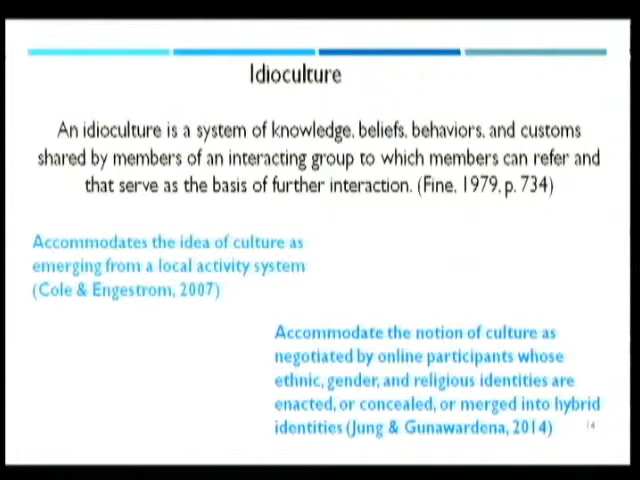 Idioculture
An idioculture is a system of knowledge, beliefs, behaviors, and customs
shared by members of an interacting group to which members can refer and
that serve as the basis of further interaction. (Fine, 1979, p. 734)
Accommodates the idea of culture as
emerging from a local activity system
(Cole & Engestrom, 2007)
Accommodate the notion of culture as
negotiated by online participants whose
ethnic, gender, and religious identities are
enacted, or concealed, or merged into hybrid
identities (Jung & Gunawardena, 2014)
14